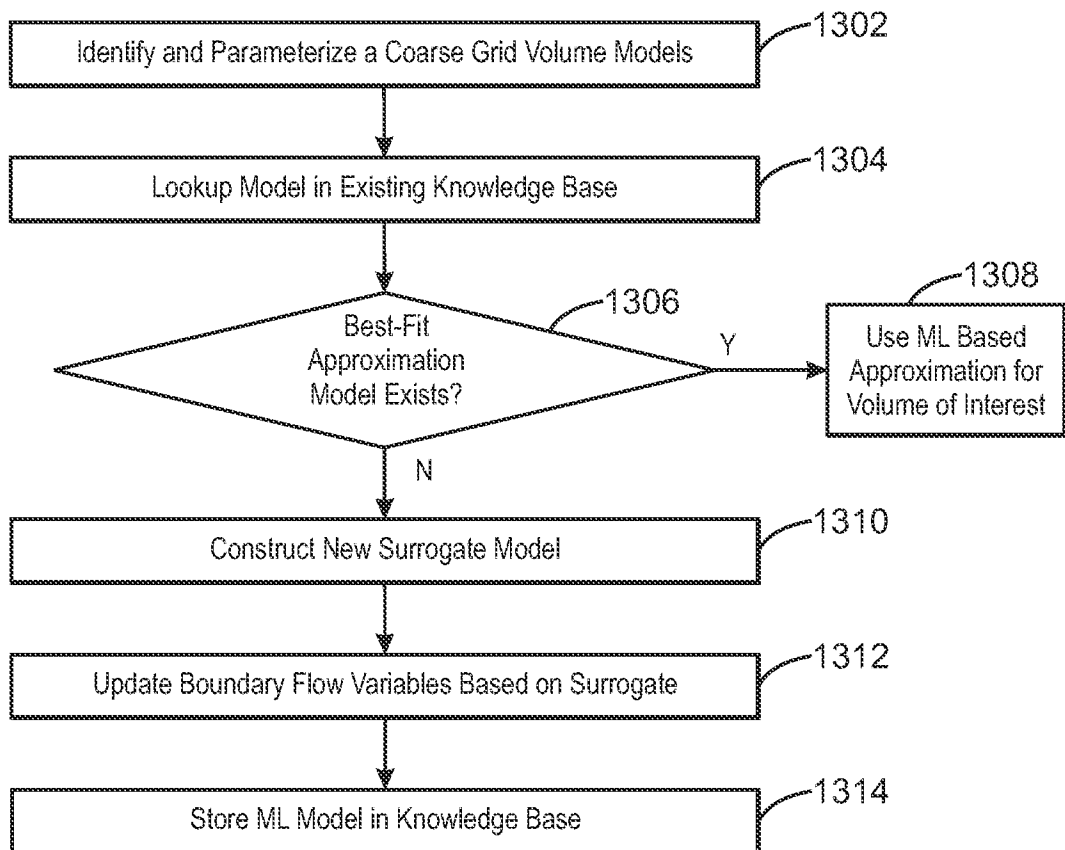 1302
Identify and Parameterize a Coarse Grid Volume Models
1304
Lookup Model in Existing Knowledge Base
1306
Best-Fit
Approximation
Model Exists?
Y
1308
Use ML Based
Approximation for
Volume of Interest
N
1310
Construct New Surrogate Model
1312
Update Boundary Flow Variables Based on Surrogate
1314
Store ML Model in Knowledge Base